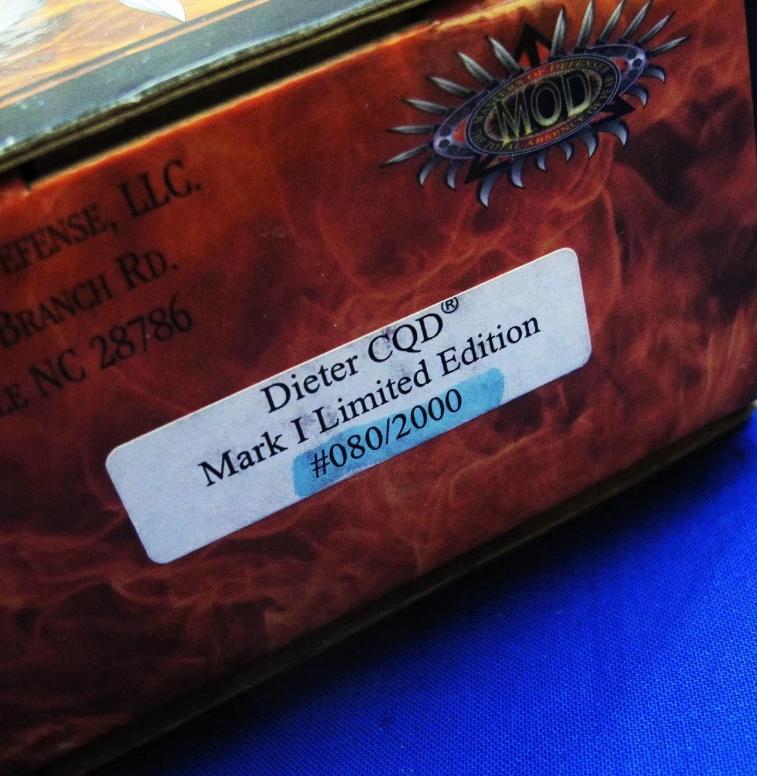 MOD
EFENSE, LLC.
BRANCH RD.
LE NC 28786
Dieter CQD®
Mark I Limited Edition
#080/2000